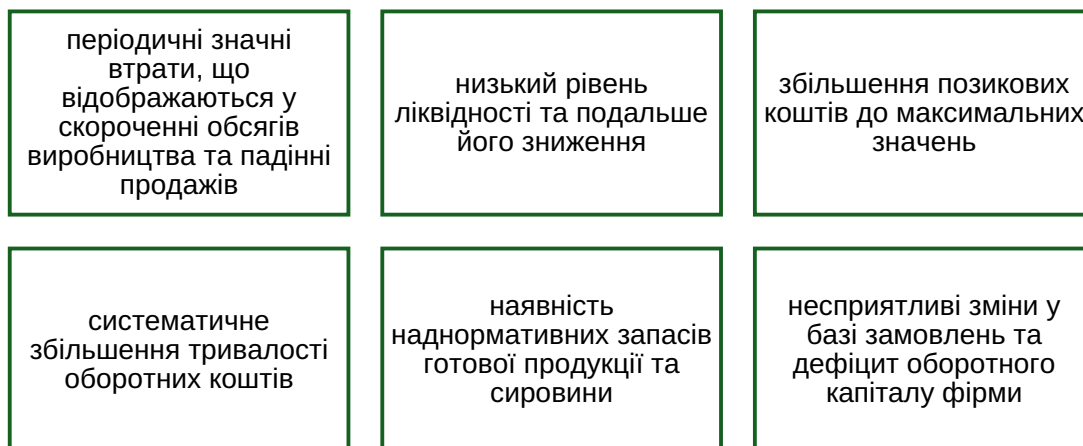 періодичні значні
втрати, що
відображаються у
скороченні обсягів
виробництва та падінні
продажів
низький рівень
ліквідності та подальше
його зниження
збільшення позикових
коштів до максимальних
значень
систематичне
збільшення тривалості
оборотних коштів
наявність
наднормативних запасів
готової продукції та
сировини
несприятливі зміни у
базі замовлень та
дефіцит оборотного
капіталу фірми